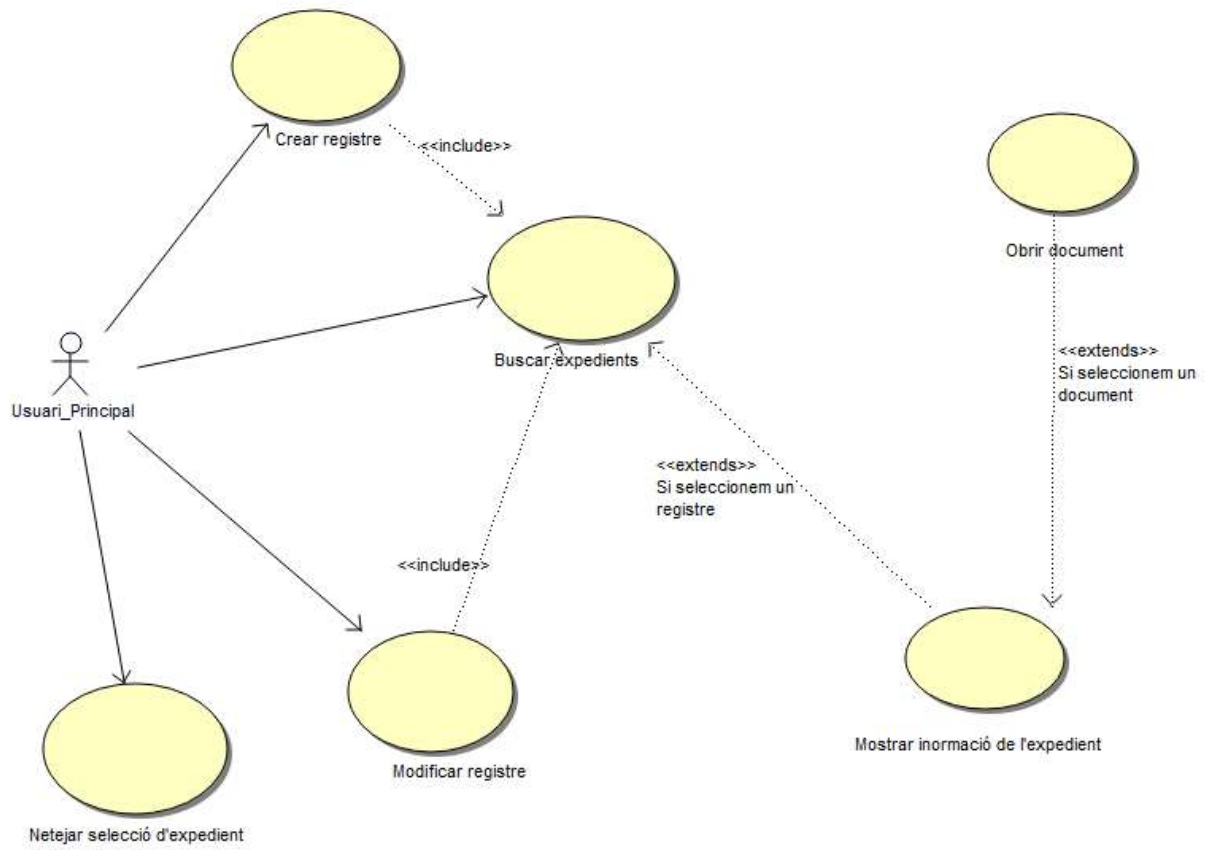 Crear registre
<<include>>
Obrir document
<<extends>>
Si seleccionem un
document
Buscar expedients
Usuari_Principal
<<extends>>
Si seleccionem un
registre
<<include>>
Mostrar inormació de l'expedient
Modificar registre
Netejar selecció d'expedient